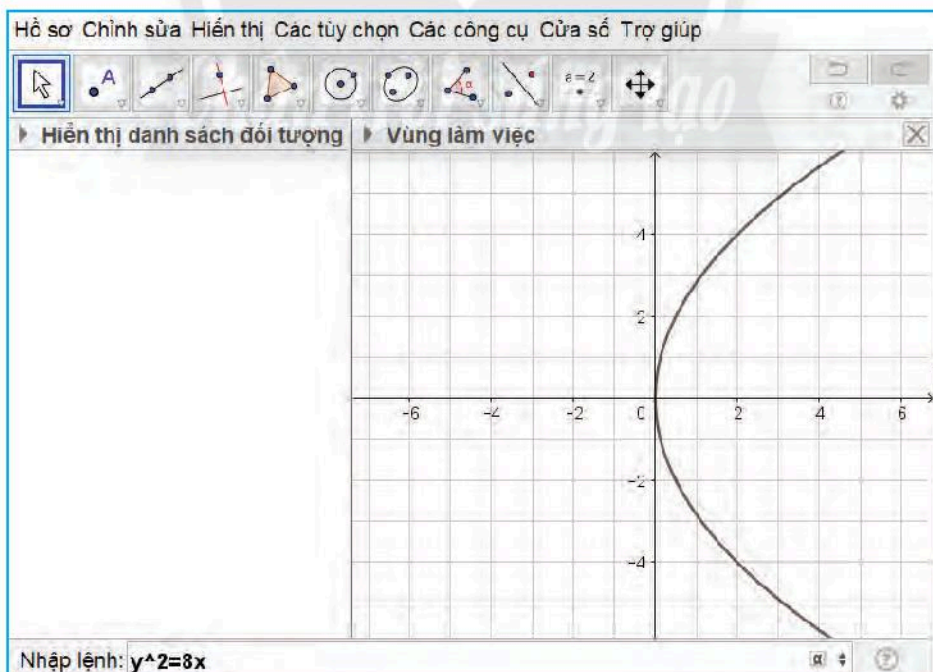 Hồ sơ Chỉnh sửa Hiển thị Các tùy chọn Các công cụ Cửa sổ Trợ giúp
A α a=2
Hiển thị danh sách đối tượng Vùng làm việc
4
2
-6 -4 -2 0 2 4 6
-2
-4
Nhập lệnh: y^2=8x α